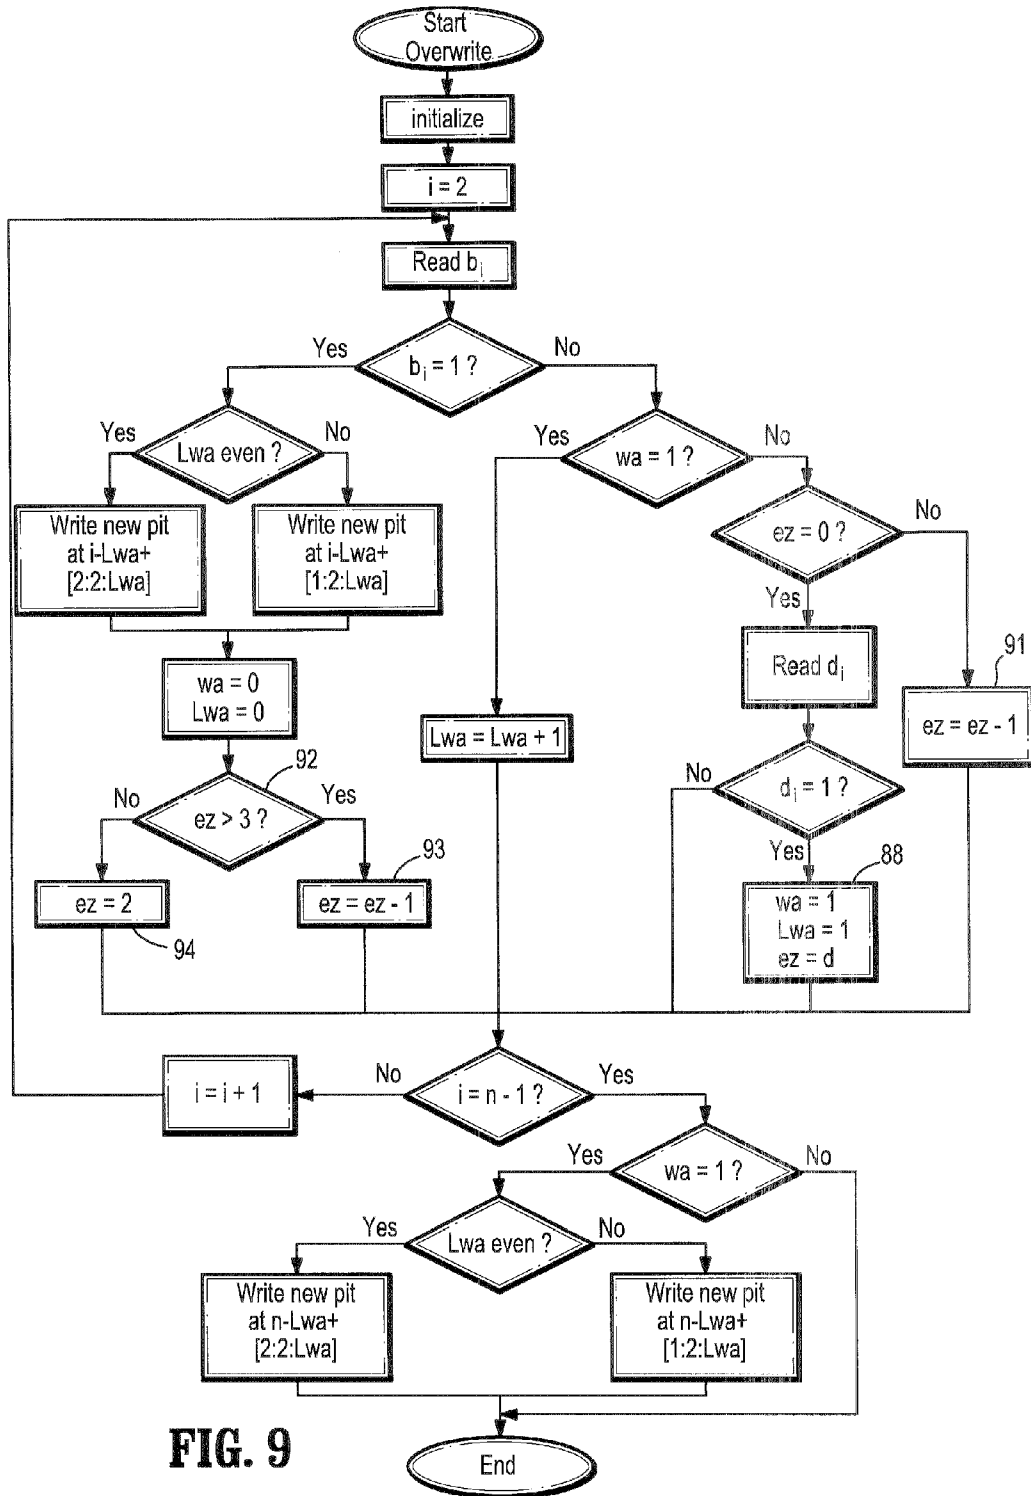 Start
Overwrite
initialize
i = 2
Read bi
Yes
No
bi = 1 ?
Yes
Lwa even ?
No
Yes
wa = 1 ?
No
Write new pit
at i-Lwa+
[2:2:Lwa]
Write new pit
at i-Lwa+
[1:2:Lwa]
ez = 0 ?
No
Yes
Read di
91
wa = 0
Lwa = 0
Lwa = Lwa + 1
ez = ez - 1
92
No
Yes
ez > 3 ?
No
di = 1 ?
Yes
93
88
ez = 2
ez = ez - 1
94
wa = 1
Lwa = 1
ez = d
i = i + 1
No
i = n - 1 ?
Yes
Yes
wa = 1 ?
No
Yes
Lwa even ?
No
Write new pit
at n-Lwa+
[2:2:Lwa]
Write new pit
at n-Lwa+
[1:2:Lwa]
FIG. 9
End